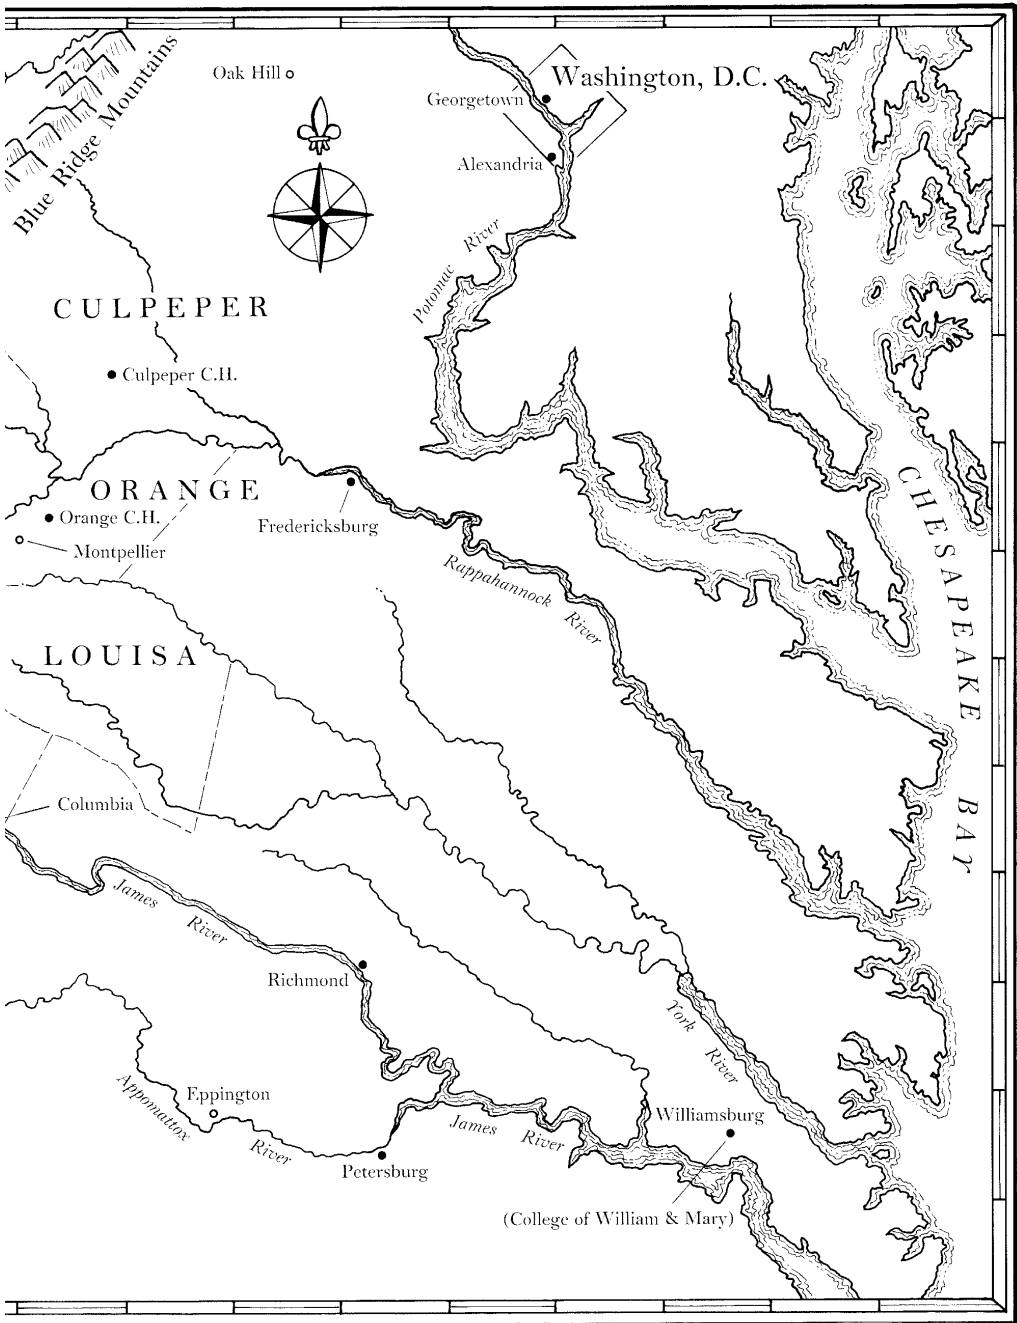 Oak Hill
Washington, D.C.
Georgetown
Alexandria
Blue Ridge Mountains
Potomac River
CULPEPER
Culpeper C.H.
ORANGE
Orange C.H.
Fredericksburg
Montpellier
Rappahannock River
CHESAPEAKE BAY
LOUISA
Columbia
James River
Richmond
York River
Eppington
Appomattox River
James River
Williamsburg
Petersburg
(College of William & Mary)